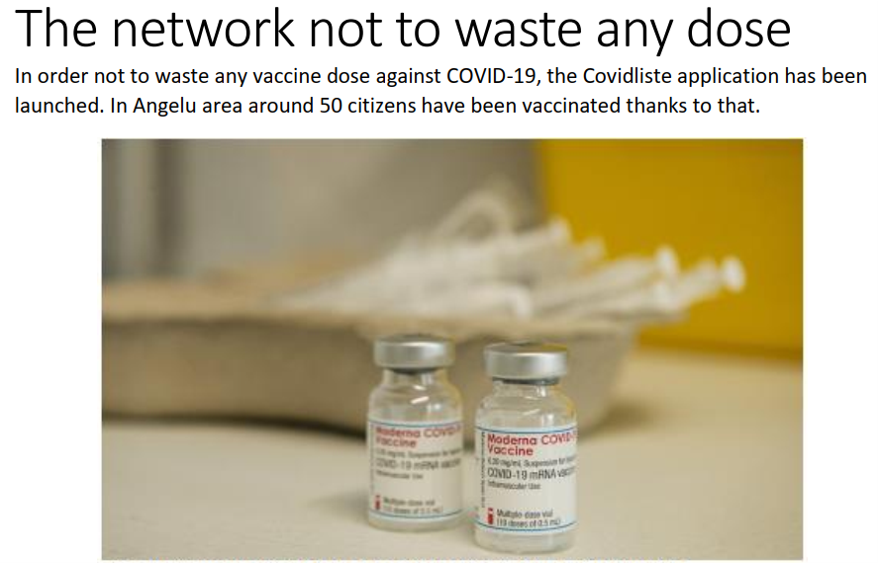 The network not to waste any dose
In order not to waste any vaccine dose against COVID-19, the Covidliste application has been
launched. In Angelu area around 50 citizens have been vaccinated thanks to that.
Moderna COVID-
Vaccine
COVID-19 mRNA vaccine
Intramuscular Use
Multiple-dose vial
(10 doses of 0.5 mL)
Moderna COVID-19
Vaccine
0.20 mg/mL Suspension for
COVID-19 mRNA vaccine
Intramuscular Use
Multiple-dose vial
(10 doses of 0.5 mL)